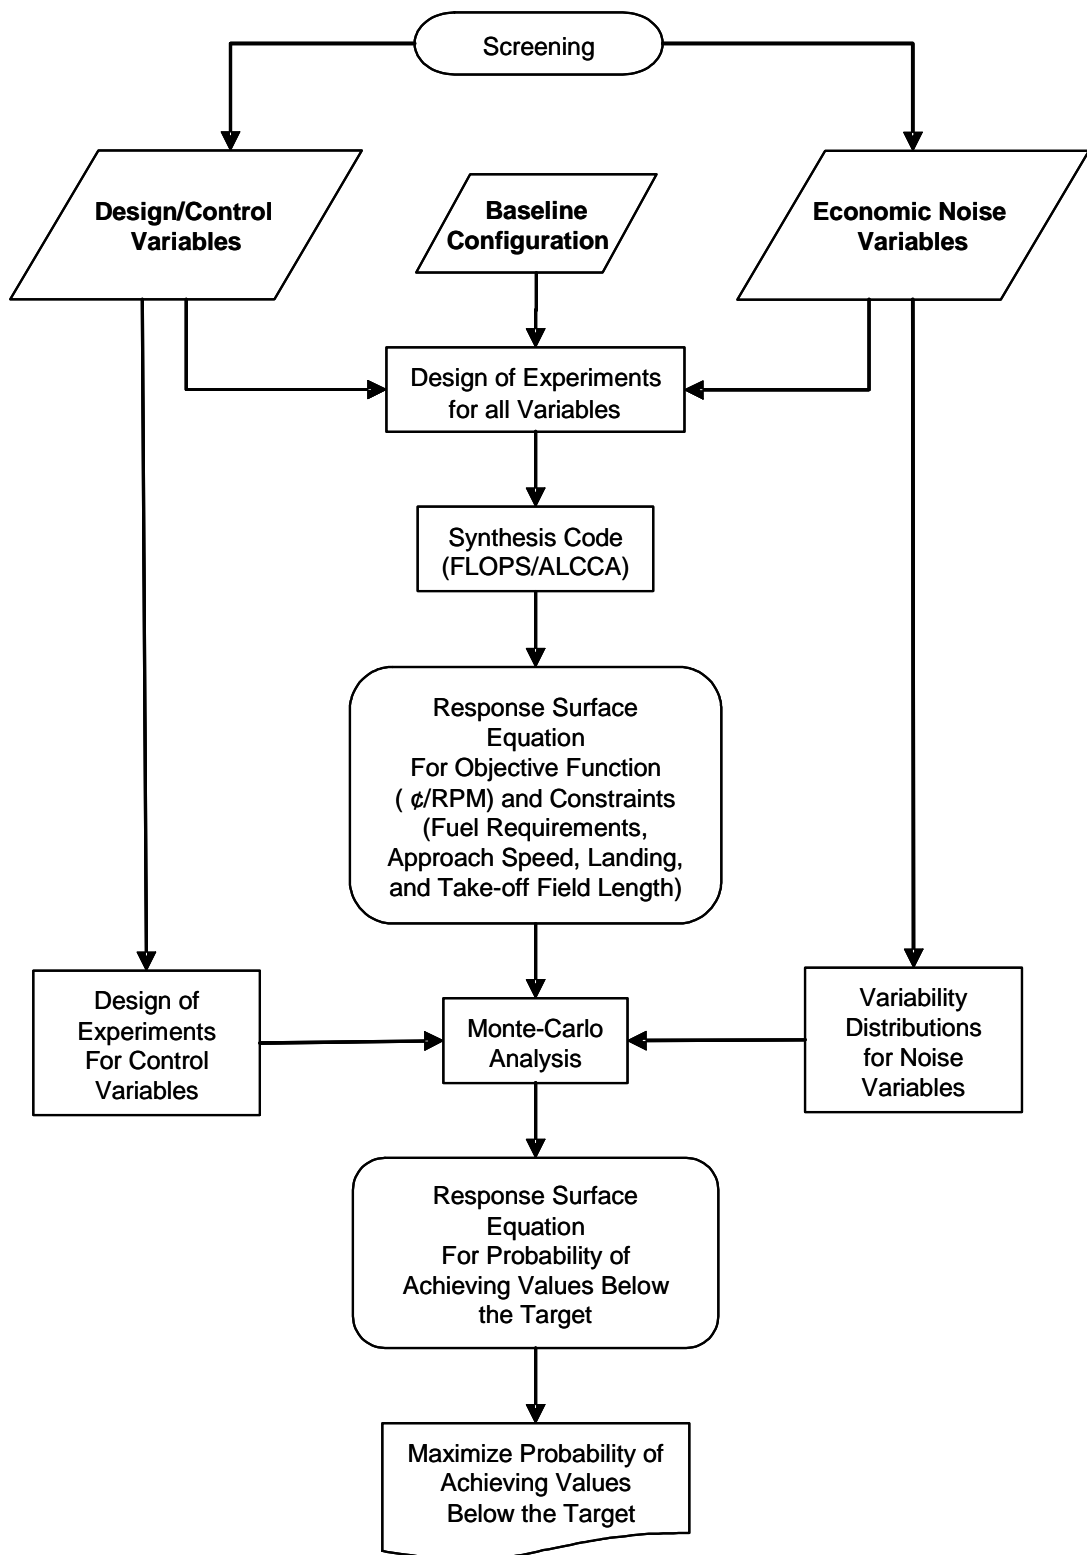 Screening
Design/Control
Variables
Baseline
Configuration
Economic Noise
Variables
Design of Experiments
for all Variables
Synthesis Code
(FLOPS/ALCCA)
Response Surface
Equation
For Objective Function
( ¢/RPM) and Constraints
(Fuel Requirements,
Approach Speed, Landing,
and Take-off Field Length)
Design of
Experiments
For Control
Variables
Monte-Carlo
Analysis
Variability
Distributions
for Noise
Variables
Response Surface
Equation
For Probability of
Achieving Values Below
the Target
Maximize Probability of
Achieving Values
Below the Target